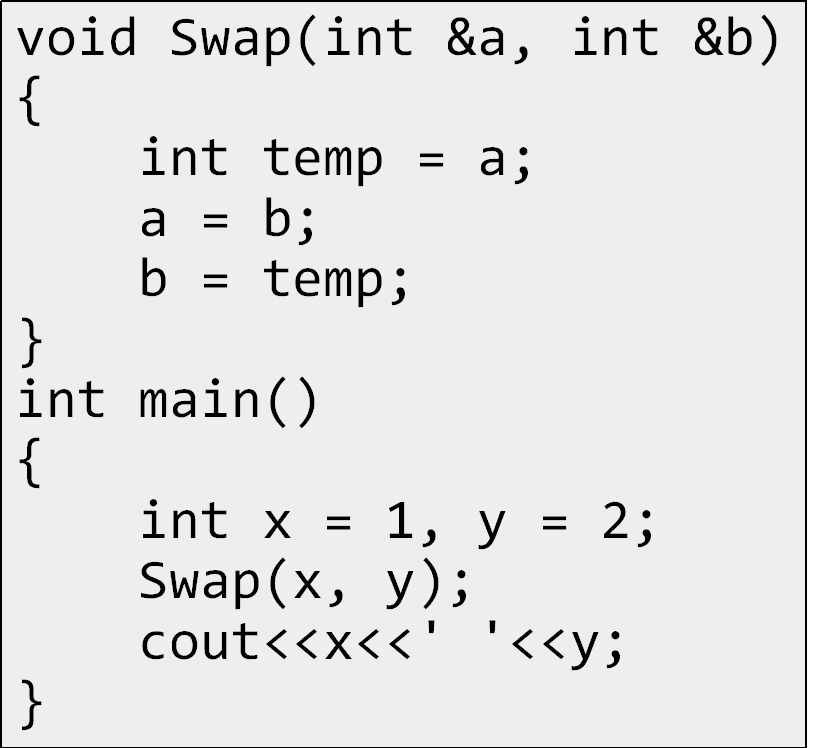 void Swap(int &a, int &b)
{
    int temp = a;
    a = b;
    b = temp;
}
int main()
{
    int x = 1, y = 2;
    Swap(x, y);
    cout<<x<<' '<<y;
}